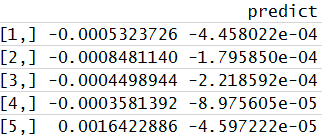 predict
[1,] -0.0005323726 -4.458022e-04
[2,] -0.0008481140 -1.795850e-04
[3,] -0.0004498944 -2.218592e-04
[4,] -0.0003581392 -8.975605e-05
[5,]  0.0016422886 -4.597222e-05